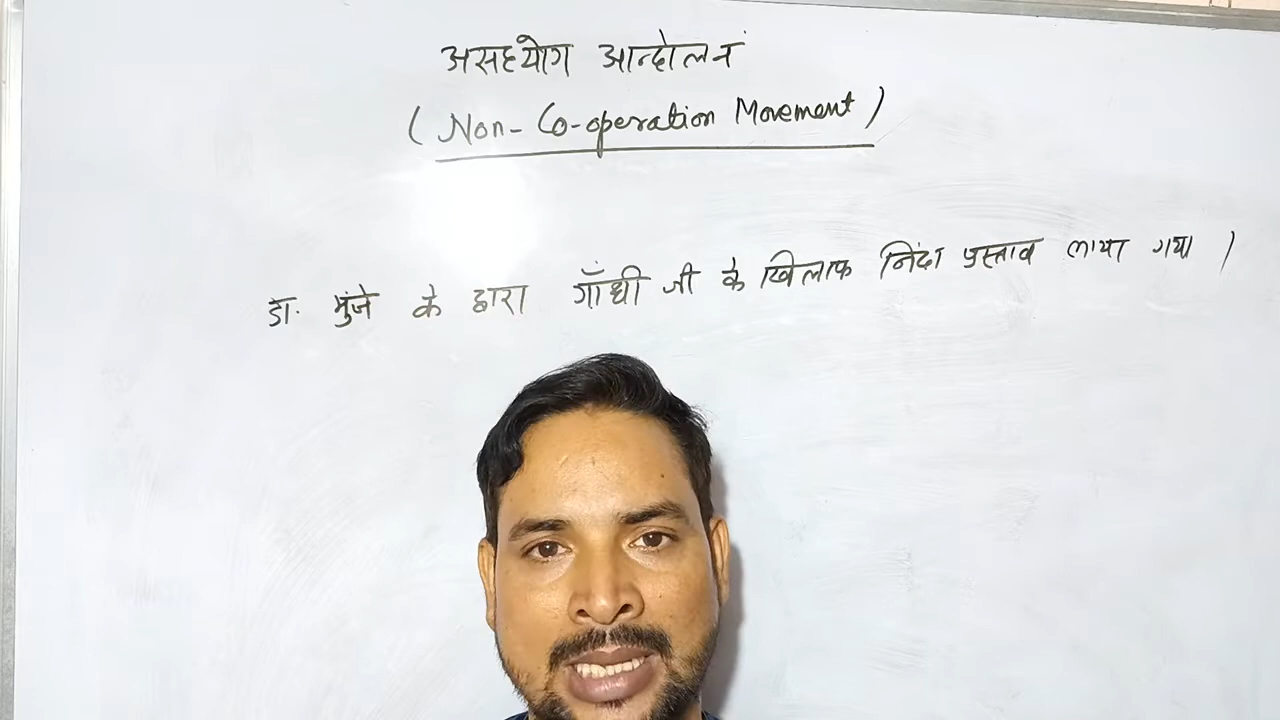 असहयोग आन्दोलन
( Non-Co-operation Movement )
डा. मुंजे के द्वारा गाँधी जी के खिलाफ निंदा प्रस्ताव लाया गया ।